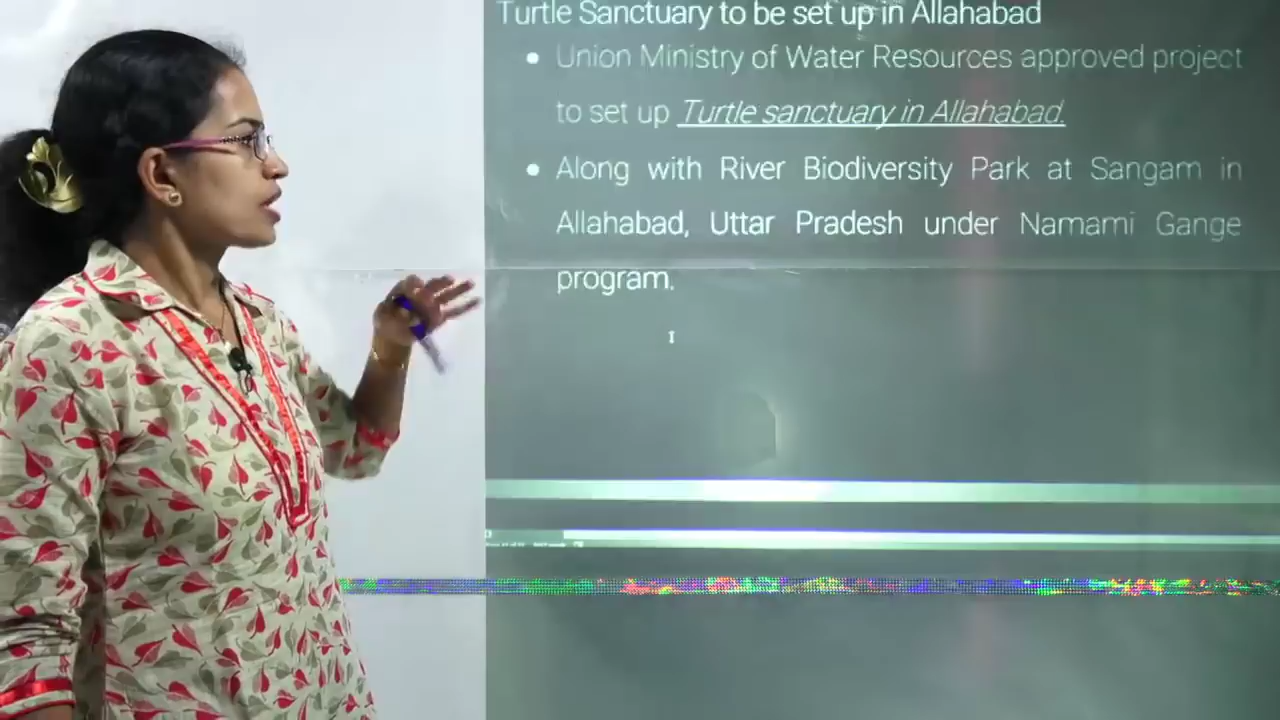 Turtle Sanctuary to be set up in Allahabad
• Union Ministry of Water Resources approved project
to set up Turtle sanctuary in Allahabad.
• Along with River Biodiversity Park at Sangam in
Allahabad, Uttar Pradesh under Namami Gange
program.